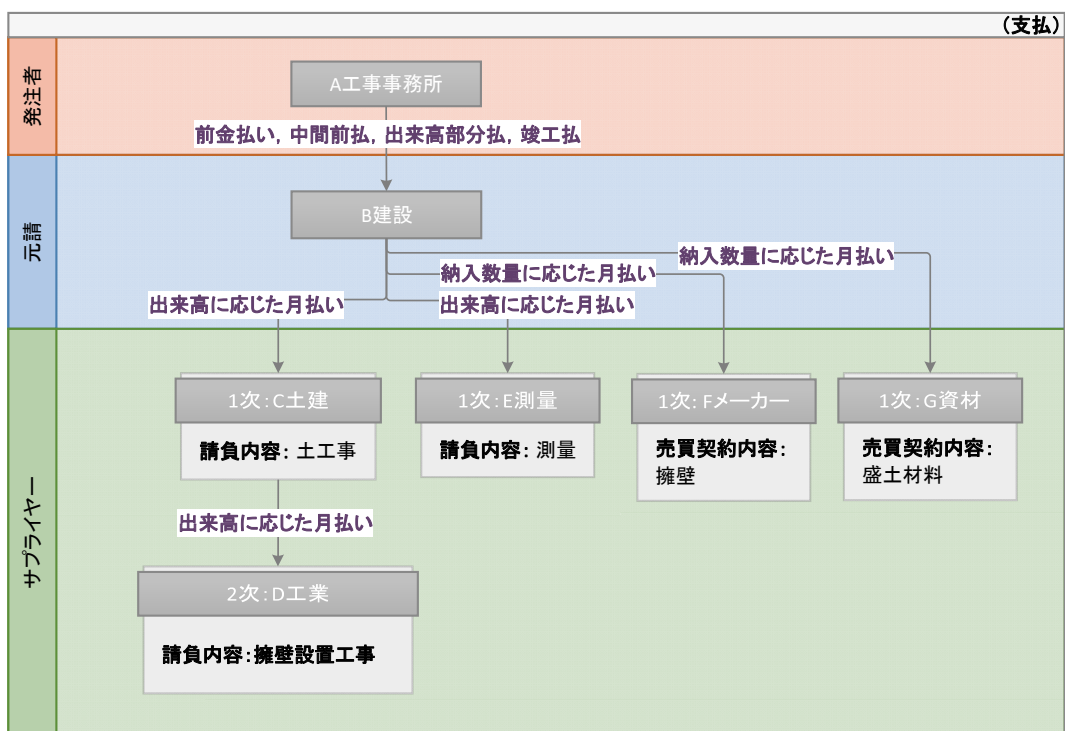 （支払）
発注者
A工事事務所
前金払い，中間前払，出来高部分払，竣工払
元請
B建設
納入数量に応じた月払い
納入数量に応じた月払い
出来高に応じた月払い
出来高に応じた月払い
サプライヤー
1次：C土建
請負内容： 土工事
1次：E測量
請負内容： 測量
1次：Fメーカー
売買契約内容：
擁壁
1次：G資材
売買契約内容：
盛土材料
出来高に応じた月払い
2次：D工業
請負内容：擁壁設置工事